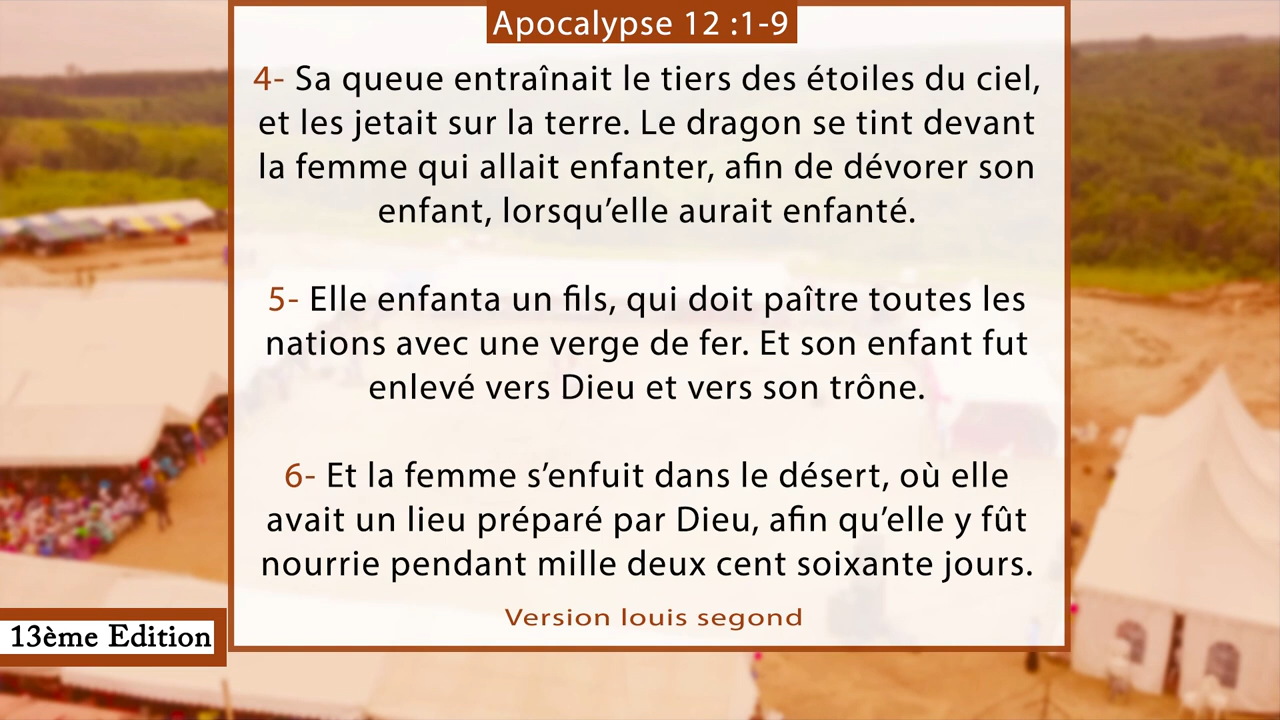 Apocalypse 12 :1-9
4- Sa queue entraînait le tiers des étoiles du ciel,
et les jetait sur la terre. Le dragon se tint devant
la femme qui allait enfanter, afin de dévorer son
enfant, lorsqu’elle aurait enfanté.
5- Elle enfanta un fils, qui doit paître toutes les
nations avec une verge de fer. Et son enfant fut
enlevé vers Dieu et vers son trône.
6- Et la femme s’enfuit dans le désert, où elle
avait un lieu préparé par Dieu, afin qu’elle y fût
nourrie pendant mille deux cent soixante jours.
Version louis segond
13ème Edition